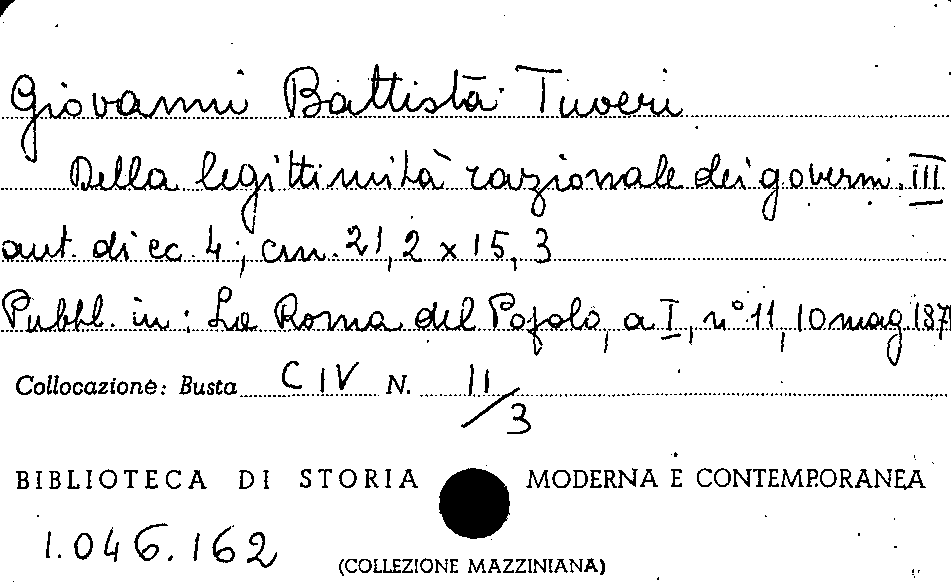 Giovanni Battista Tuveri
Della legittimità razionale dei governi. III
aut. di cc. 4; cm. 21,2 x 15,3
Pubbl. in: La Roma del Popolo, a I, n° 11, 10 mag. 187
Collocazione: Busta CIV N. 11/3
BIBLIOTECA DI STORIA MODERNA E CONTEMPORANEA
1.046.162
(COLLEZIONE MAZZINIANA)